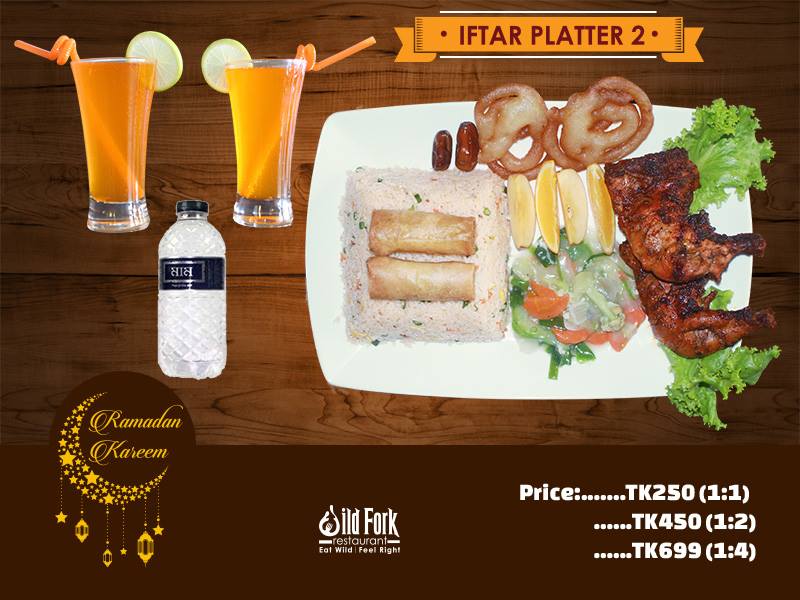 • IFTAR PLATTER 2 •
মাম
Ramadan
Kareem
ild Fork
restaurant
Eat Wild | Feel Right
Price:.......TK250 (1:1)
......TK450 (1:2)
......TK699 (1:4)